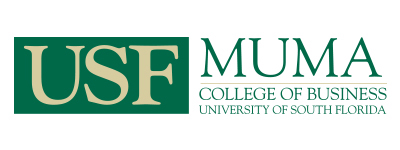 USF
MUMA
COLLEGE OF BUSINESS
UNIVERSITY OF SOUTH FLORIDA